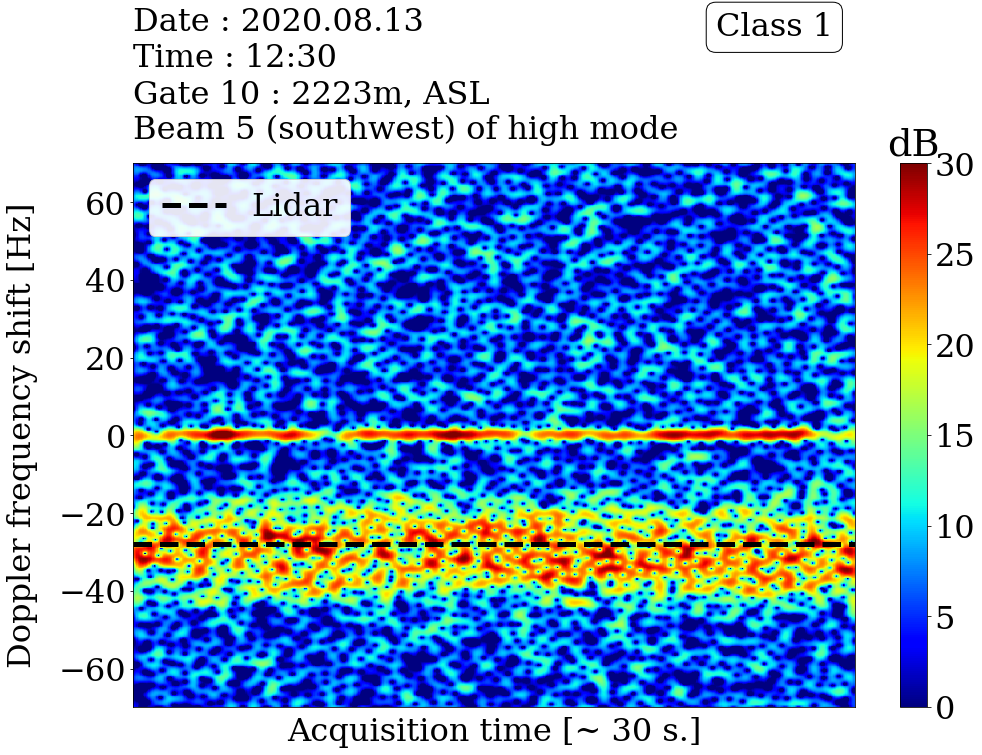 Date : 2020.08.13
Time : 12:30
Gate 10 : 2223m, ASL
Beam 5 (southwest) of high mode
Class 1
dB
Lidar
Doppler frequency shift [Hz]
60
40
20
0
−20
−40
−60
Acquisition time [~ 30 s.]
30
25
20
15
10
5
0